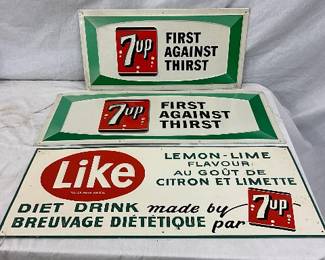 7up
FIRST
AGAINST
THIRST
7up
FIRST
AGAINST
THIRST
Like
LEMON-LIME
FLAVOUR
AU GOÛT DE
CITRON ET LIMETTE
DIET DRINK made by
BREUVAGE DIÉTÉTIQUE par
7up